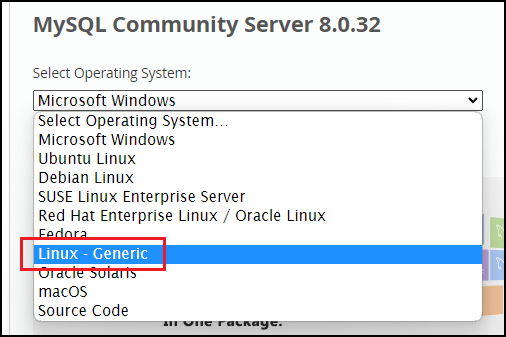 MySQL Community Server 8.0.32
Select Operating System:
Microsoft Windows
Select Operating System...
Microsoft Windows
Ubuntu Linux
Debian Linux
SUSE Linux Enterprise Server
Red Hat Enterprise Linux / Oracle Linux
Fedora
Linux - Generic
Oracle Solaris
macOS
Source Code
In One Package.